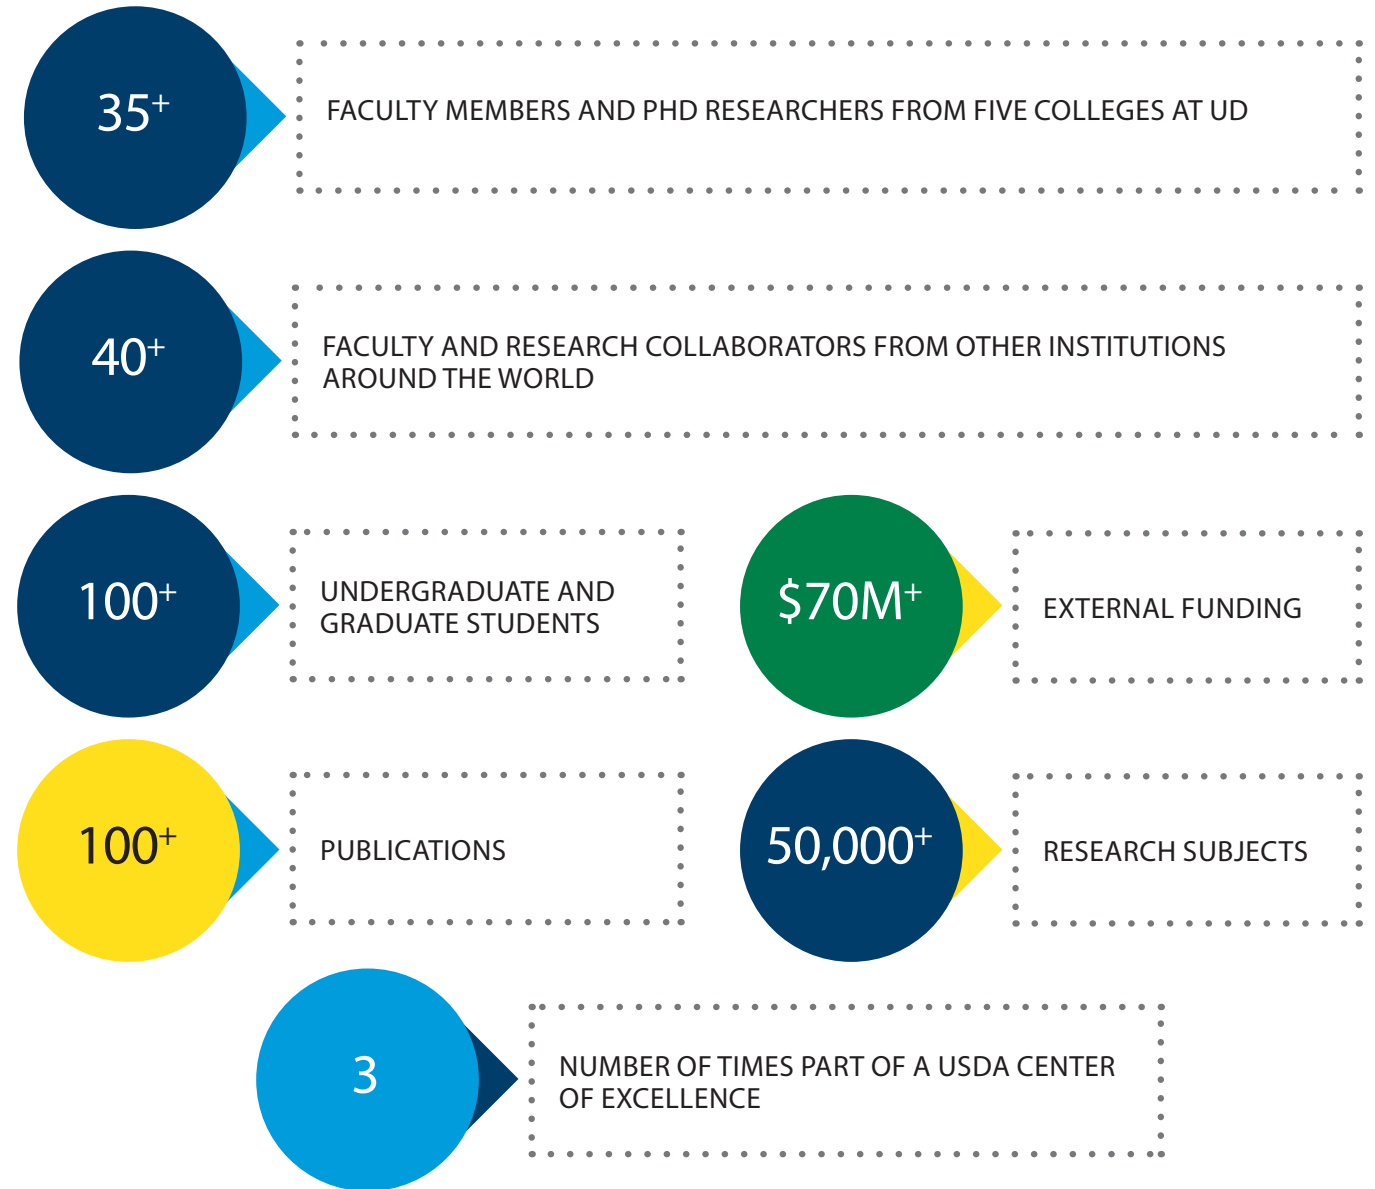 35+
FACULTY MEMBERS AND PHD RESEARCHERS FROM FIVE COLLEGES AT UD
40+
FACULTY AND RESEARCH COLLABORATORS FROM OTHER INSTITUTIONS
AROUND THE WORLD
100+
UNDERGRADUATE AND
GRADUATE STUDENTS
$70M+
EXTERNAL FUNDING
100+
PUBLICATIONS
50,000+
RESEARCH SUBJECTS
3
NUMBER OF TIMES PART OF A USDA CENTER
OF EXCELLENCE